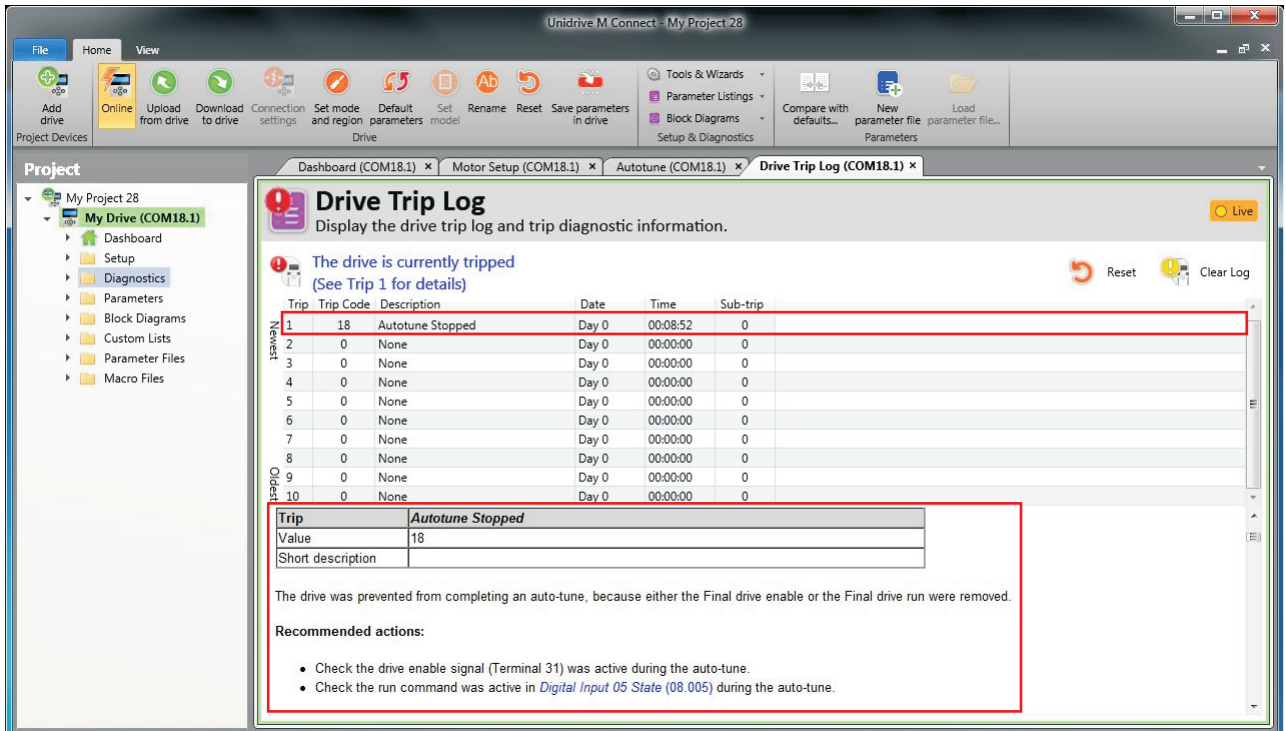 Unidrive M Connect - My Project 28
File Home View
Add drive
Online
Upload from drive
Download to drive
Connection settings
Set mode and region
Default parameters
Set model
Rename
Reset
Save parameters in drive
Tools & Wizards
Parameter Listings
Block Diagrams
Compare with defaults...
New parameter file
Load parameter file...
Project Devices
Drive
Setup & Diagnostics
Parameters
Project
My Project 28
My Drive (COM18.1)
Dashboard
Setup
Diagnostics
Parameters
Block Diagrams
Custom Lists
Parameter Files
Macro Files
Dashboard (COM18.1) × Motor Setup (COM18.1) × Autotune (COM18.1) × Drive Trip Log (COM18.1) ×
Drive Trip Log
Display the drive trip log and trip diagnostic information.
Live
The drive is currently tripped
(See Trip 1 for details)
Reset
Clear Log
Trip Trip Code Description Date Time Sub-trip
Newest
1 18 Autotune Stopped Day 0 00:08:52 0
2 0 None Day 0 00:00:00 0
3 0 None Day 0 00:00:00 0
4 0 None Day 0 00:00:00 0
5 0 None Day 0 00:00:00 0
6 0 None Day 0 00:00:00 0
7 0 None Day 0 00:00:00 0
8 0 None Day 0 00:00:00 0
Oldest
9 0 None Day 0 00:00:00 0
10 0 None Day 0 00:00:00 0
Trip Autotune Stopped
Value 18
Short description
The drive was prevented from completing an auto-tune, because either the Final drive enable or the Final drive run were removed.
Recommended actions:
• Check the drive enable signal (Terminal 31) was active during the auto-tune.
• Check the run command was active in Digital Input 05 State (08.005) during the auto-tune.